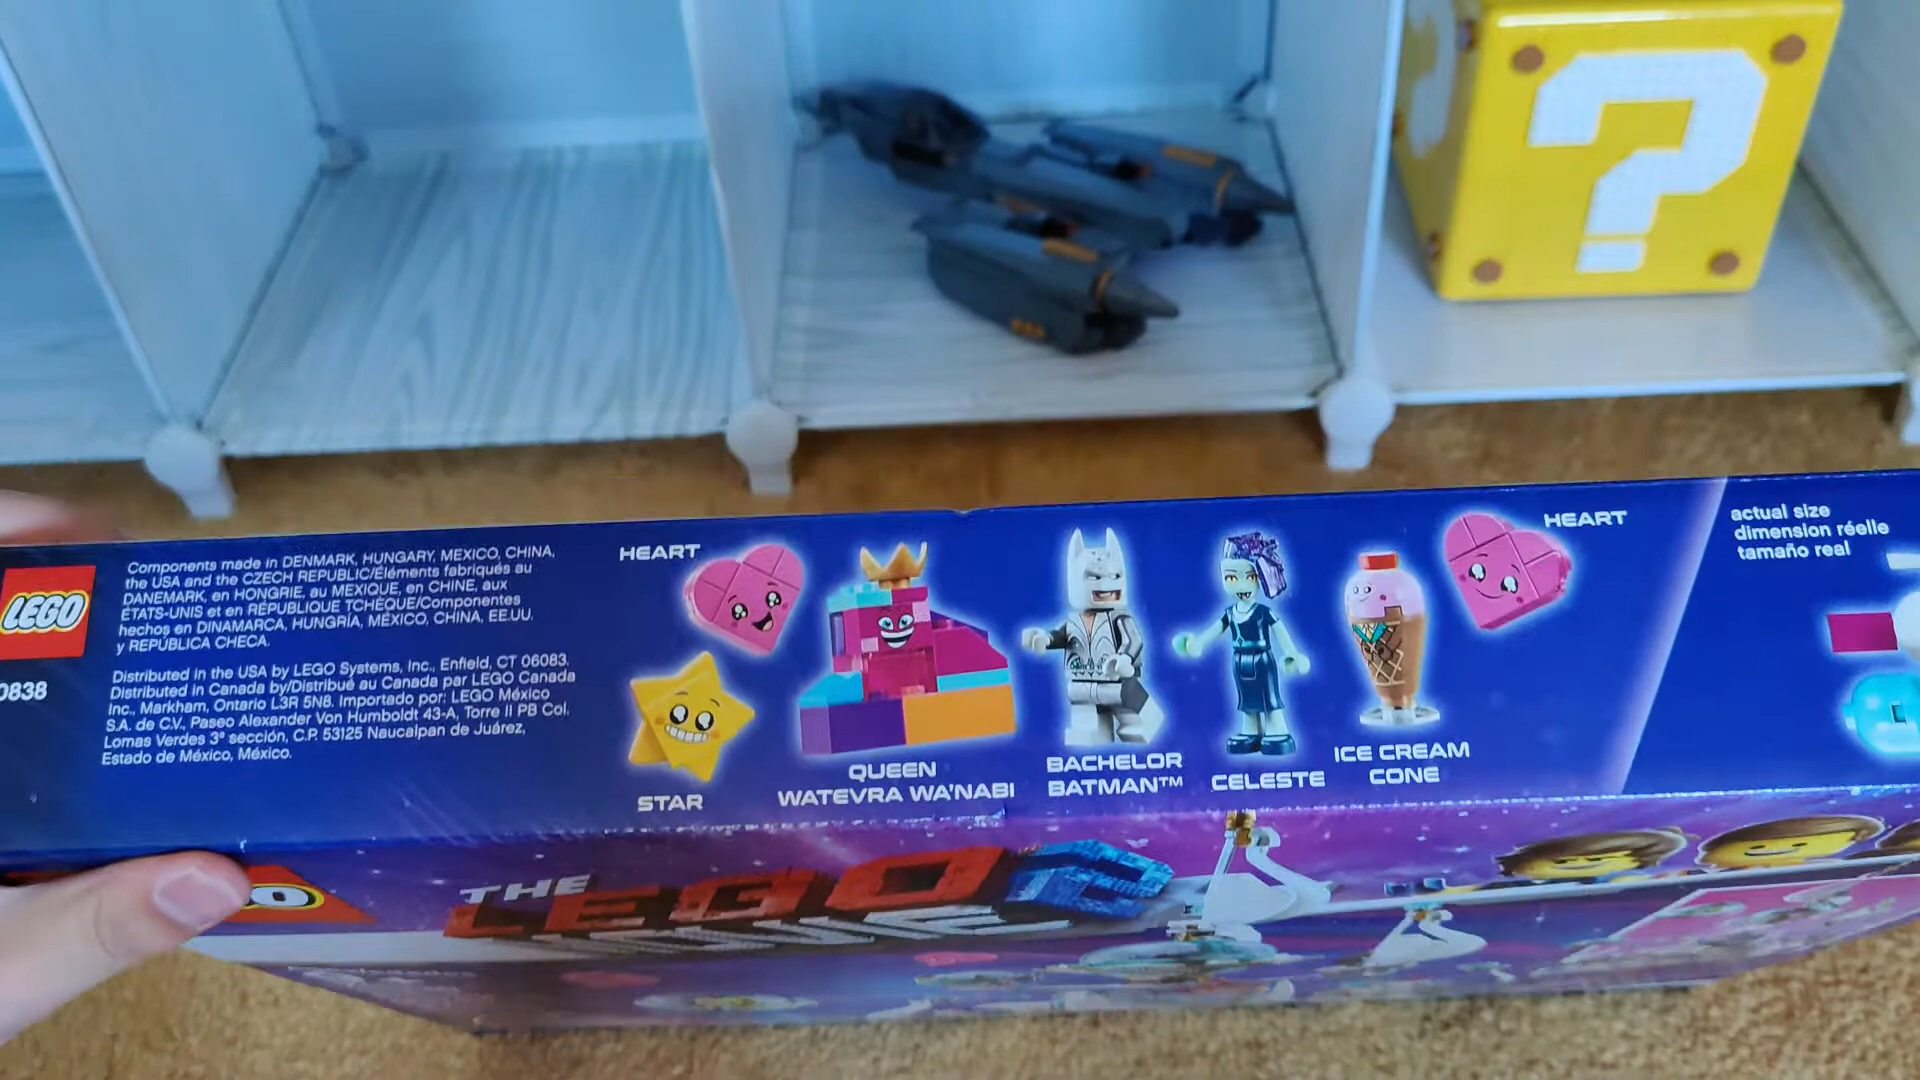 ?
LEGO
0838
Components made in DENMARK, HUNGARY, MEXICO, CHINA,
the USA and the CZECH REPUBLIC/Éléments fabriqués au
DANEMARK, en HONGRIE, au MEXIQUE, en CHINE, aux
ÉTATS-UNIS et en RÉPUBLIQUE TCHÈQUE/Componentes
hechos en DINAMARCA, HUNGRÍA, MÉXICO, CHINA, EE.UU.
y REPÚBLICA CHECA.
Distributed in the USA by LEGO Systems, Inc., Enfield, CT 06083.
Distributed in Canada by/Distribué au Canada par LEGO Canada
Inc., Markham, Ontario L3R 5N8. Importado por: LEGO México
S.A. de C.V., Paseo Alexander Von Humboldt 43-A, Torre II PB Col.
Lomas Verdes 3ª sección, C.P. 53125 Naucalpan de Juárez,
Estado de México, México.
HEART
STAR
QUEEN
WATEVRA WA'NABI
BACHELOR
BATMAN™
CELESTE
ICE CREAM
CONE
HEART
actual size
dimension réelle
tamaño real
THE
LEGO 2
MOVIE